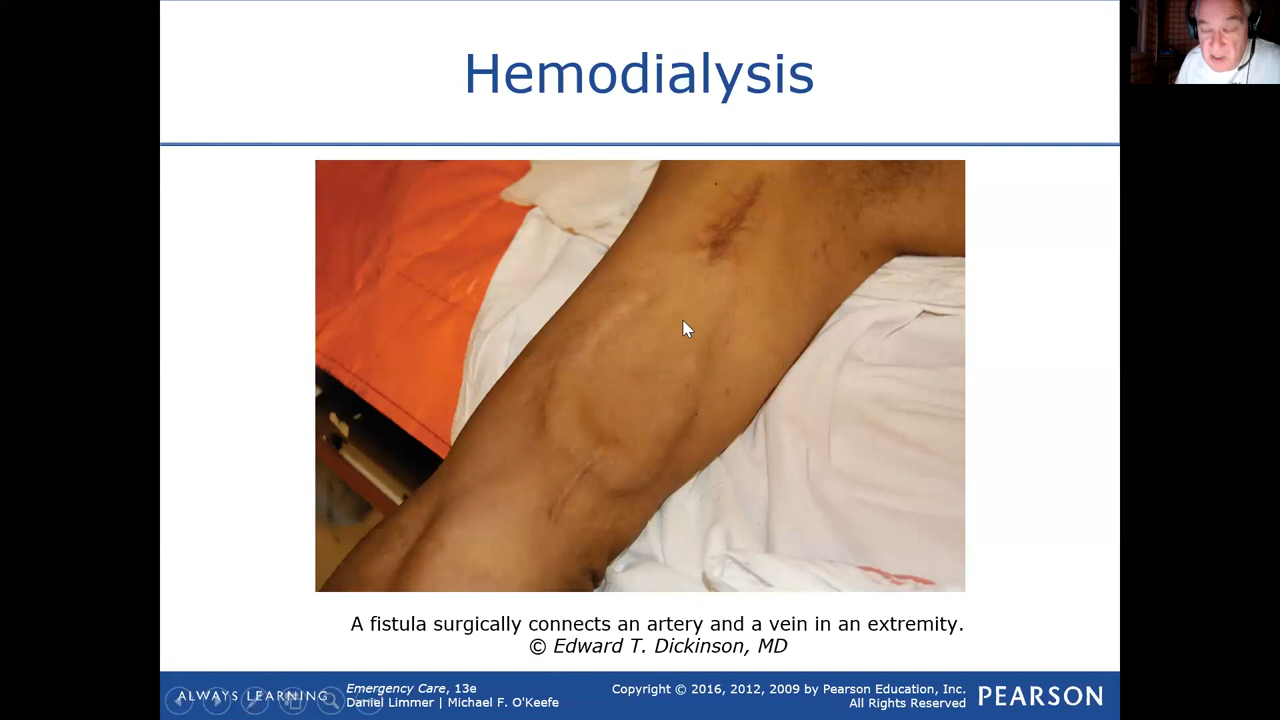 Hemodialysis
A fistula surgically connects an artery and a vein in an extremity.
© Edward T. Dickinson, MD
ALWAYS LEARNING
Emergency Care, 13e
Daniel Limmer | Michael F. O'Keefe
Copyright © 2016, 2012, 2009 by Pearson Education, Inc.
All Rights Reserved
PEARSON